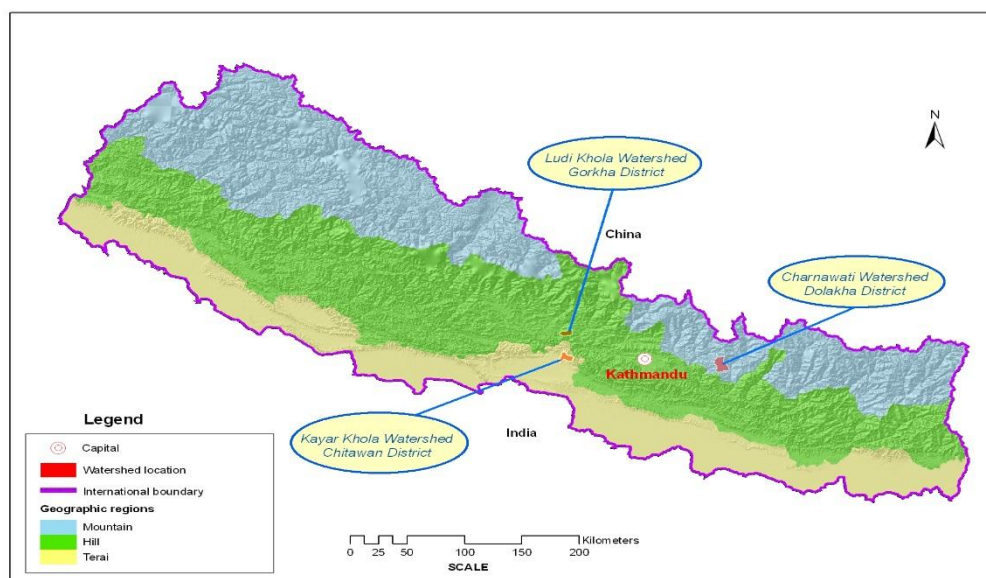 N
Ludi Khola Watershed
Gorkha District
China
Charnawati Watershed
Dolakha District
Kathmandu
Kayar Khola Watershed
Chitawan District
India
Legend
Capital
Watershed location
International boundary
Geographic regions
Mountain
Hill
Terai
Kilometers
0 25 50 100 150 200
SCALE